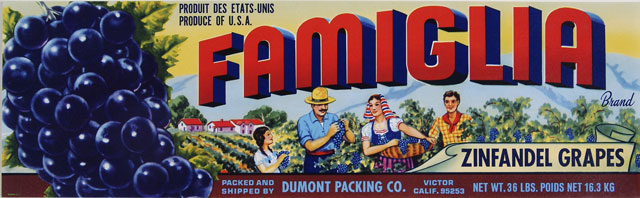 PRODUIT DES ETATS-UNIS
PRODUCE OF U.S.A.
FAMIGLIA
Brand
ZINFANDEL GRAPES
PACKED AND
SHIPPED BY
DUMONT PACKING CO.
VICTOR
CALIF. 95253
NET WT. 36 LBS. POIDS NET 16.3 KG